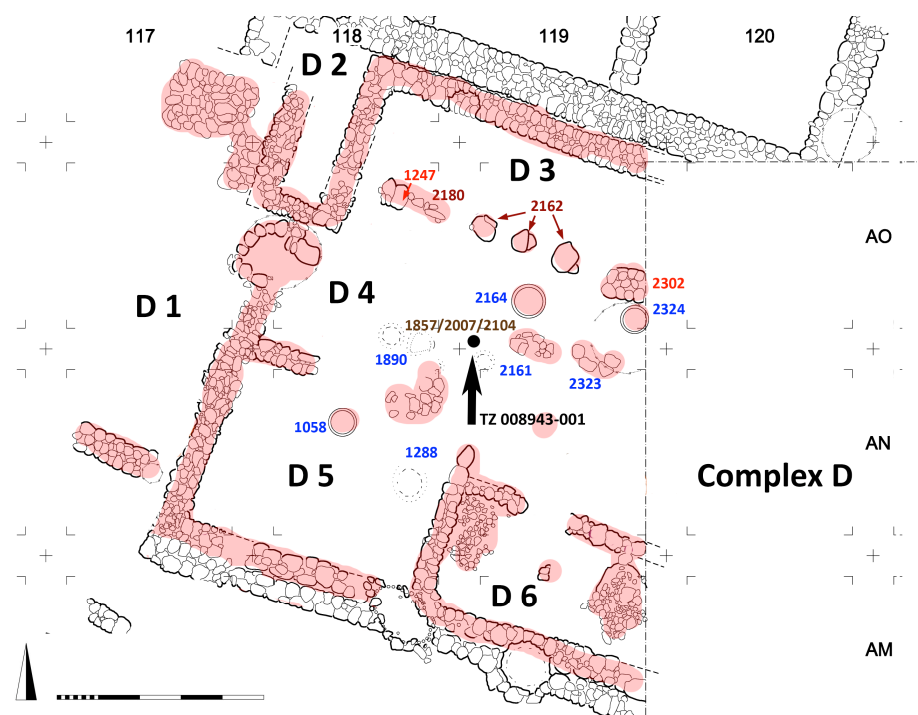 117
118
119
120
D 2
D 3
1247
2180
2162
AO
2164
2302
2324
D 4
D 1
1857/2007/2104
1890
2161
2323
TZ 008943-001
1058
1288
AN
D 5
Complex D
D 6
AM